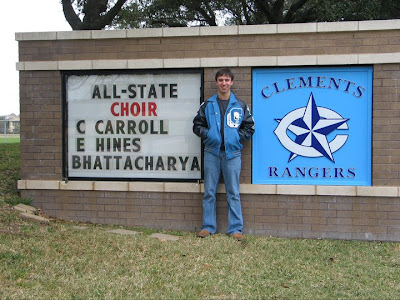 ALL-STATE
CHOIR
C CARROLL
E HINES
BHATTACHARYA
CLEMENTS
RANGERS